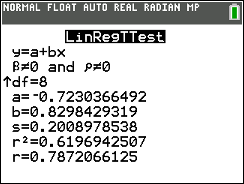 NORMAL FLOAT AUTO REAL RADIAN MP
LinRegTTest
y=a+bx
β≠0 and ρ≠0
↑df=8
a=-0.7230366492
b=0.8298429319
s=0.2008978538
r²=0.6196942507
r=0.7872066125